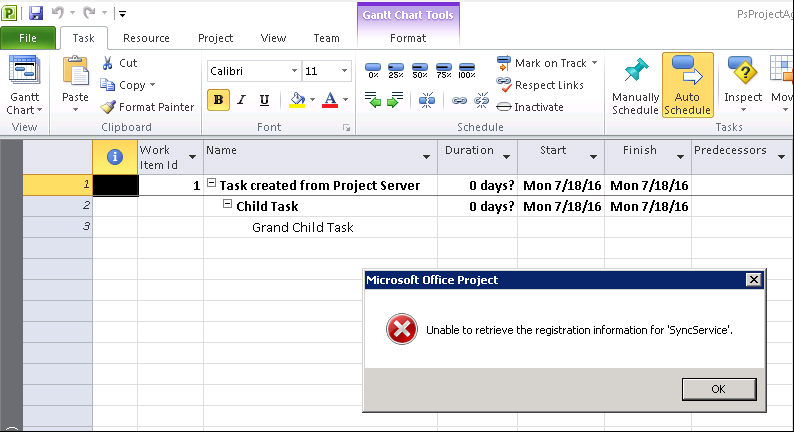 Gantt Chart Tools
PsProjectAg
File
Task
Resource
Project
View
Team
Format
Gantt Chart
View
Paste
Cut
Copy
Format Painter
Clipboard
Calibri
11
B I U A
Font
0% 25% 50% 75% 100%
Mark on Track
Respect Links
Inactivate
Schedule
Manually Schedule
Auto Schedule
Inspect
Mov
Tasks
Work Item Id
Name
Duration
Start
Finish
Predecessors
1 1 Task created from Project Server 0 days? Mon 7/18/16 Mon 7/18/16
2 Child Task 0 days? Mon 7/18/16 Mon 7/18/16
3 Grand Child Task
Microsoft Office Project
Unable to retrieve the registration information for 'SyncService'.
OK